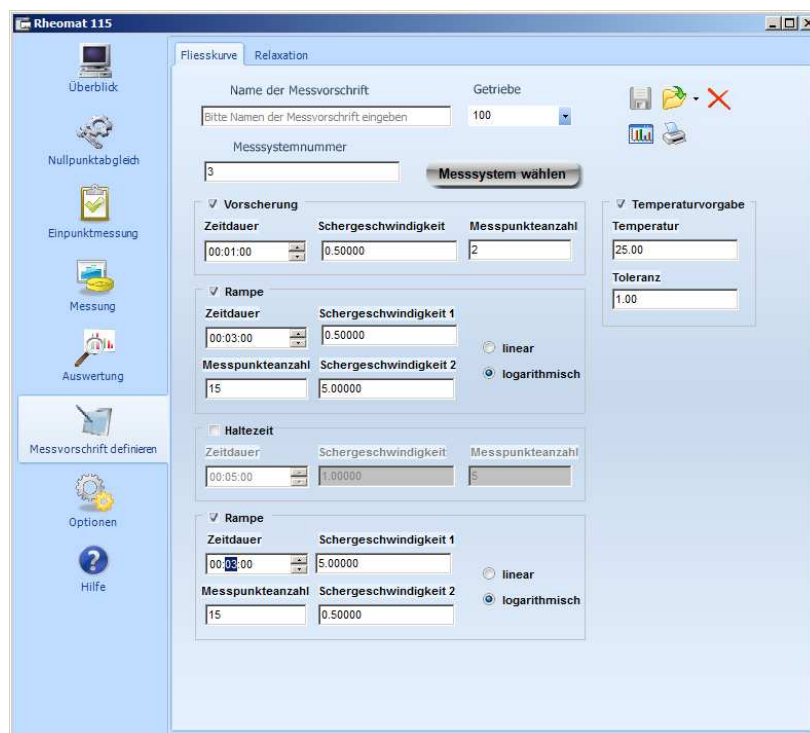 Rheomat 115
Überblick
Nullpunktabgleich
Einpunktmessung
Messung
Auswertung
Messvorschrift definieren
Optionen
Hilfe
Fliesskurve Relaxation
Name der Messvorschrift Getriebe
Bitte Namen der Messvorschrift eingeben 100
Messsystemnummer
3 Messsystem wählen
Vorscherung
Zeitdauer Schergeschwindigkeit Messpunkteanzahl
00:01:00 0.50000 2
Temperaturvorgabe
Temperatur
25.00
Toleranz
1.00
Rampe
Zeitdauer Schergeschwindigkeit 1
00:03:00 0.50000
linear
Messpunkteanzahl Schergeschwindigkeit 2
logarithmisch
15 5.00000
Haltezeit
Zeitdauer Schergeschwindigkeit Messpunkteanzahl
00:05:00 1.00000 5
Rampe
Zeitdauer Schergeschwindigkeit 1
00:03:00 5.00000
linear
Messpunkteanzahl Schergeschwindigkeit 2
logarithmisch
15 0.50000